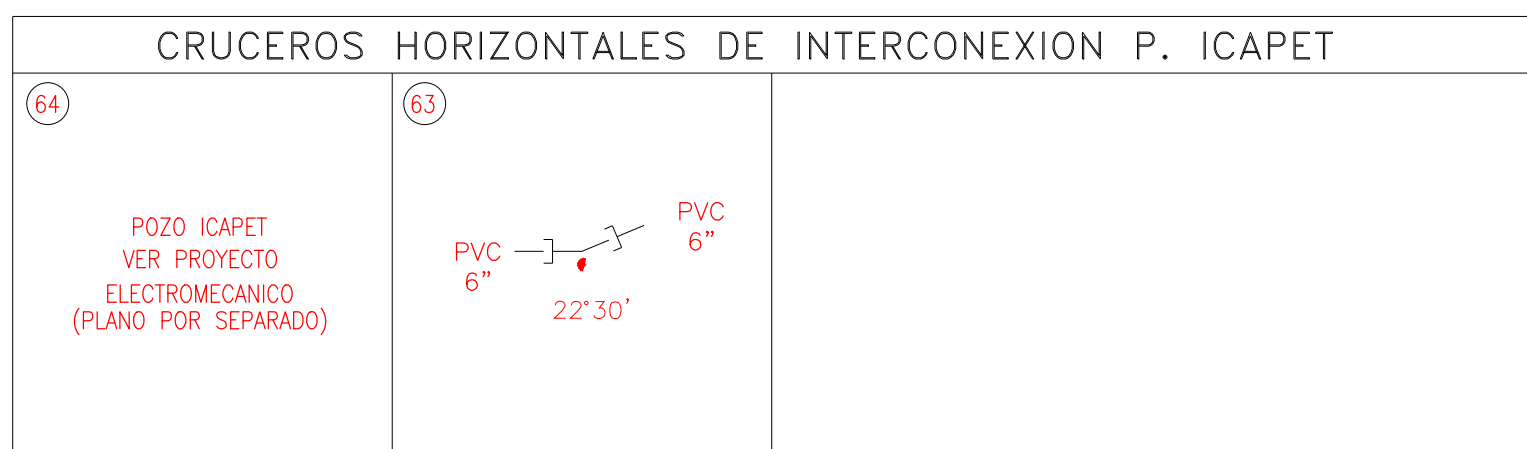 CRUCEROS HORIZONTALES DE INTERCONEXION P. ICAPET
64
POZO ICAPET
VER PROYECTO
ELECTROMECANICO
(PLANO POR SEPARADO)
63
PVC
6”
PVC
6”
22°30’